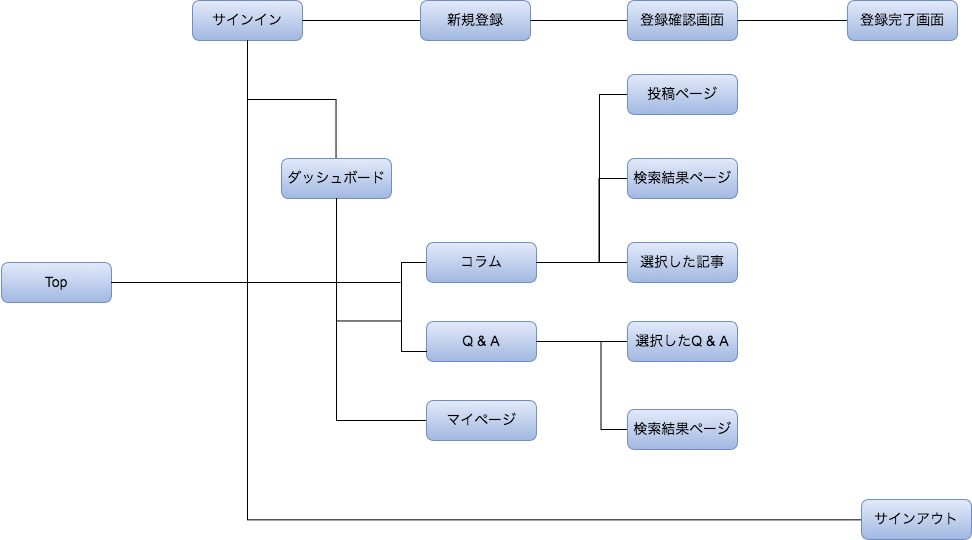 サインイン
新規登録
登録確認画面
登録完了画面
投稿ページ
ダッシュボード
検索結果ページ
コラム
選択した記事
Top
Q & A
選択したQ & A
マイページ
検索結果ページ
サインアウト